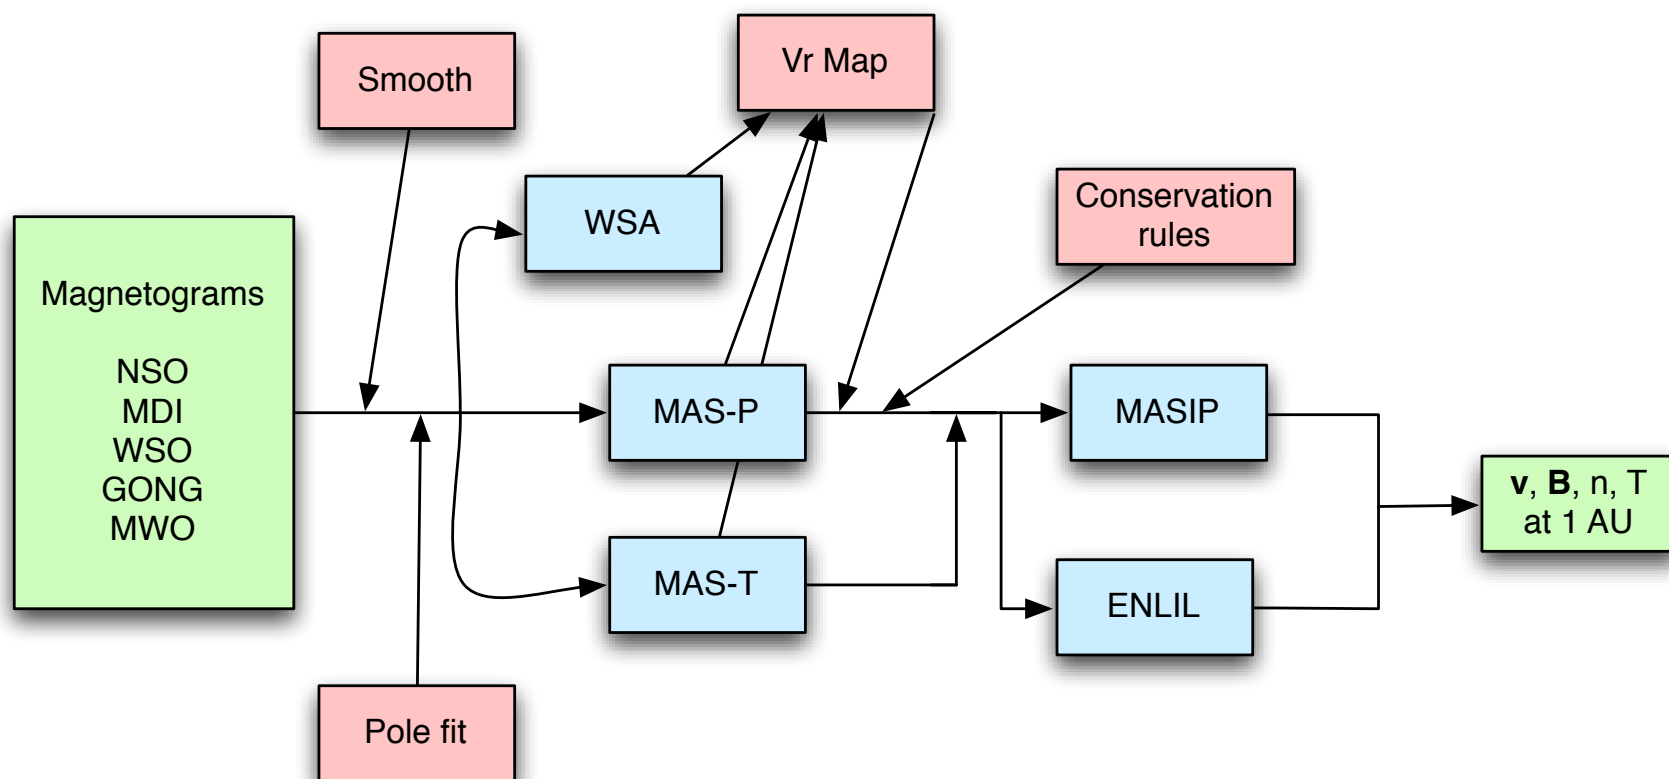 Smooth
Vr Map
WSA
Conservation
rules
Magnetograms
NSO
MDI
WSO
GONG
MWO
MAS-P
MASIP
v, B, n, T
at 1 AU
MAS-T
ENLIL
Pole fit